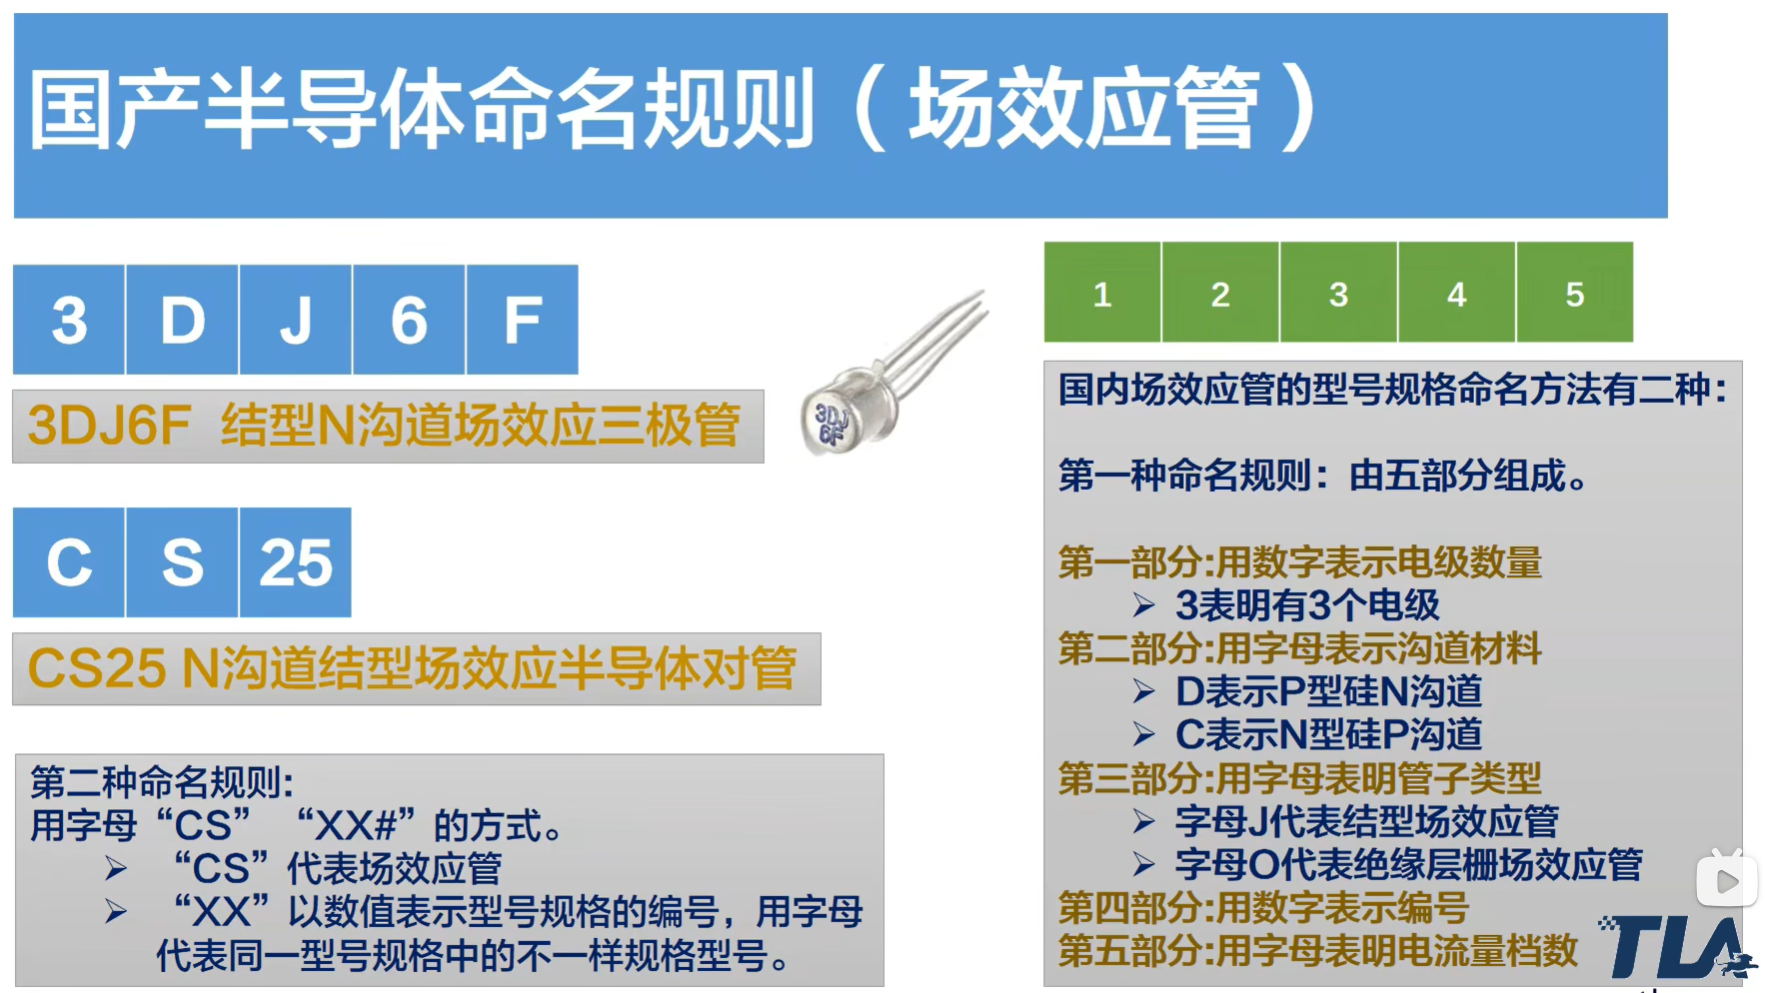 国产半导体命名规则（场效应管）
3 D J 6 F
3DJ6F 结型N沟道场效应三极管
3DJ
6F
C S 25
CS25 N沟道结型场效应半导体对管
第二种命名规则:
用字母“CS” “XX#”的方式。
➢ “CS”代表场效应管
➢ “XX”以数值表示型号规格的编号，用字母
代表同一型号规格中的不一样规格型号。
1 2 3 4 5
国内场效应管的型号规格命名方法有二种：
第一种命名规则：由五部分组成。
第一部分:用数字表示电级数量
➢ 3表明有3个电级
第二部分:用字母表示沟道材料
➢ D表示P型硅N沟道
➢ C表示N型硅P沟道
第三部分:用字母表明管子类型
➢ 字母J代表结型场效应管
➢ 字母O代表绝缘层栅场效应管
第四部分:用数字表示编号
第五部分:用字母表明电流量档数
TLA